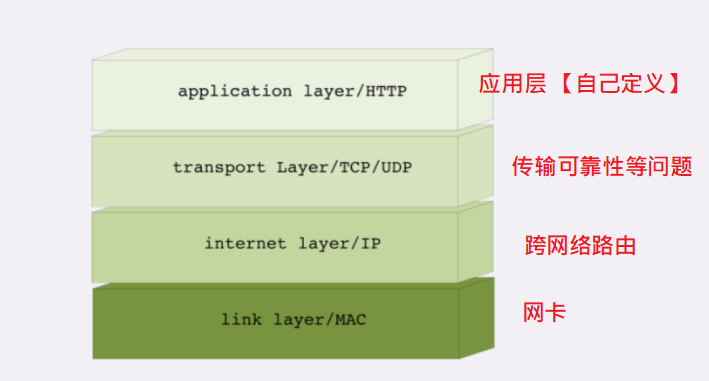 application layer/HTTP 应用层【自己定义】
transport Layer/TCP/UDP 传输可靠性等问题
internet layer/IP 跨网络路由
link layer/MAC 网卡